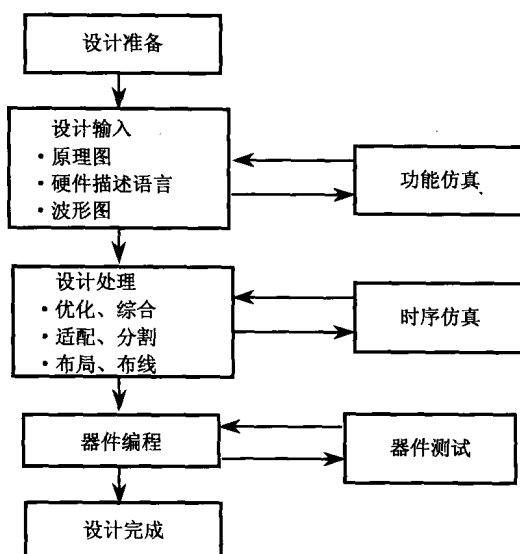 设计准备
设计输入
·原理图
·硬件描述语言
·波形图
功能仿真
设计处理
·优化、综合
·适配、分割
·布局、布线
时序仿真
器件编程
器件测试
设计完成